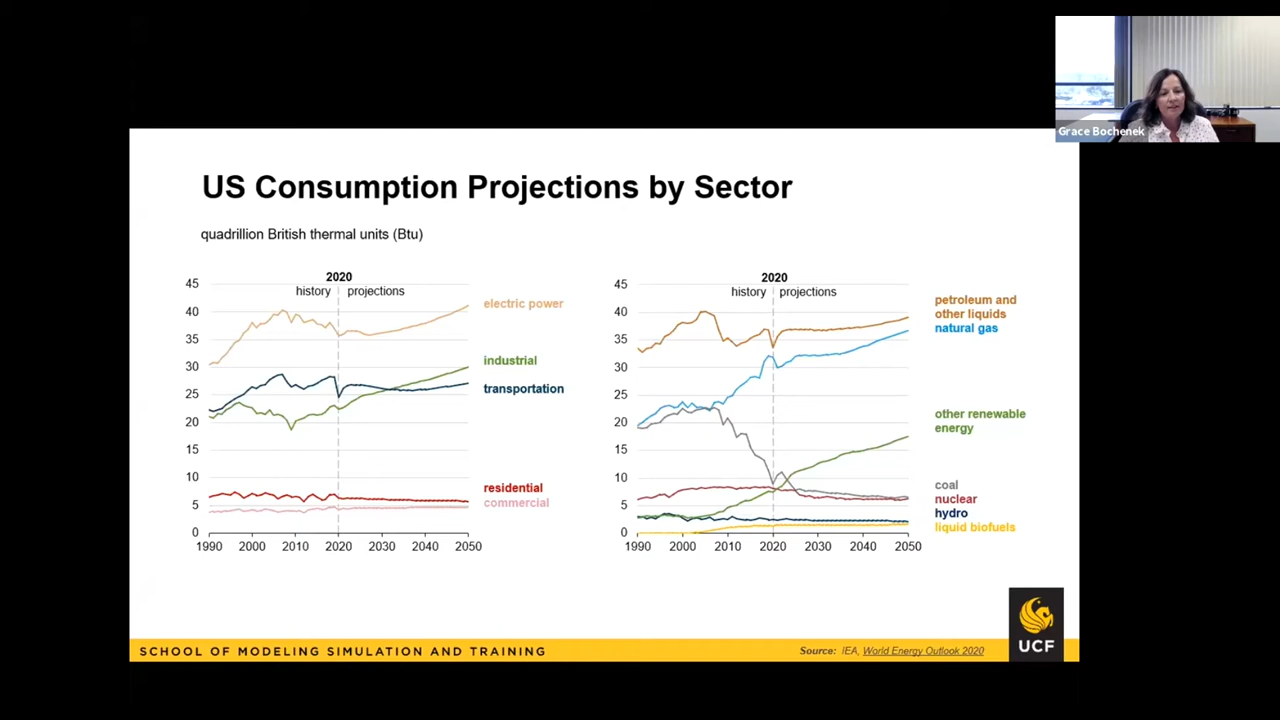 Grace Bochenek
US Consumption Projections by Sector
quadrillion British thermal units (Btu)
2020
history projections
45
40
35
30
25
20
15
10
5
0
1990 2000 2010 2020 2030 2040 2050
electric power
industrial
transportation
residential
commercial
2020
history projections
45
40
35
30
25
20
15
10
5
0
1990 2000 2010 2020 2030 2040 2050
petroleum and
other liquids
natural gas
other renewable
energy
coal
nuclear
hydro
liquid biofuels
UCF
SCHOOL OF MODELING SIMULATION AND TRAINING
Source: IEA, World Energy Outlook 2020